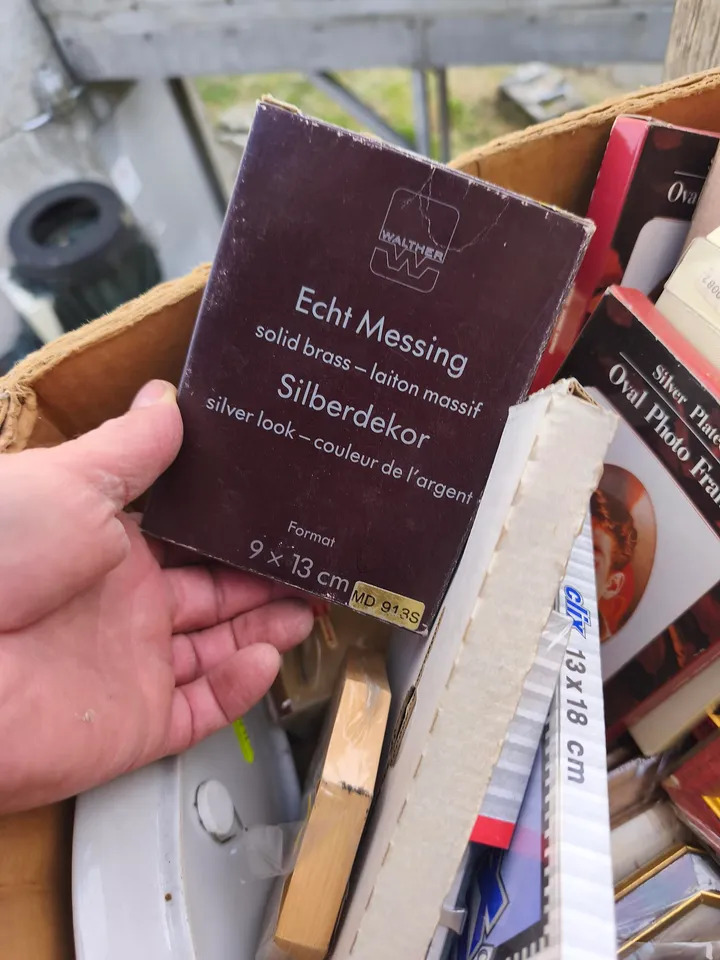 WALTHER
W
Echt Messing
solid brass – laiton massif
Silberdekor
silver look – couleur de l'argent
Format
9 × 13 cm
MD 913S
Ova
Silver Plate
Oval Photo Fra
clix 13 x 18 cm